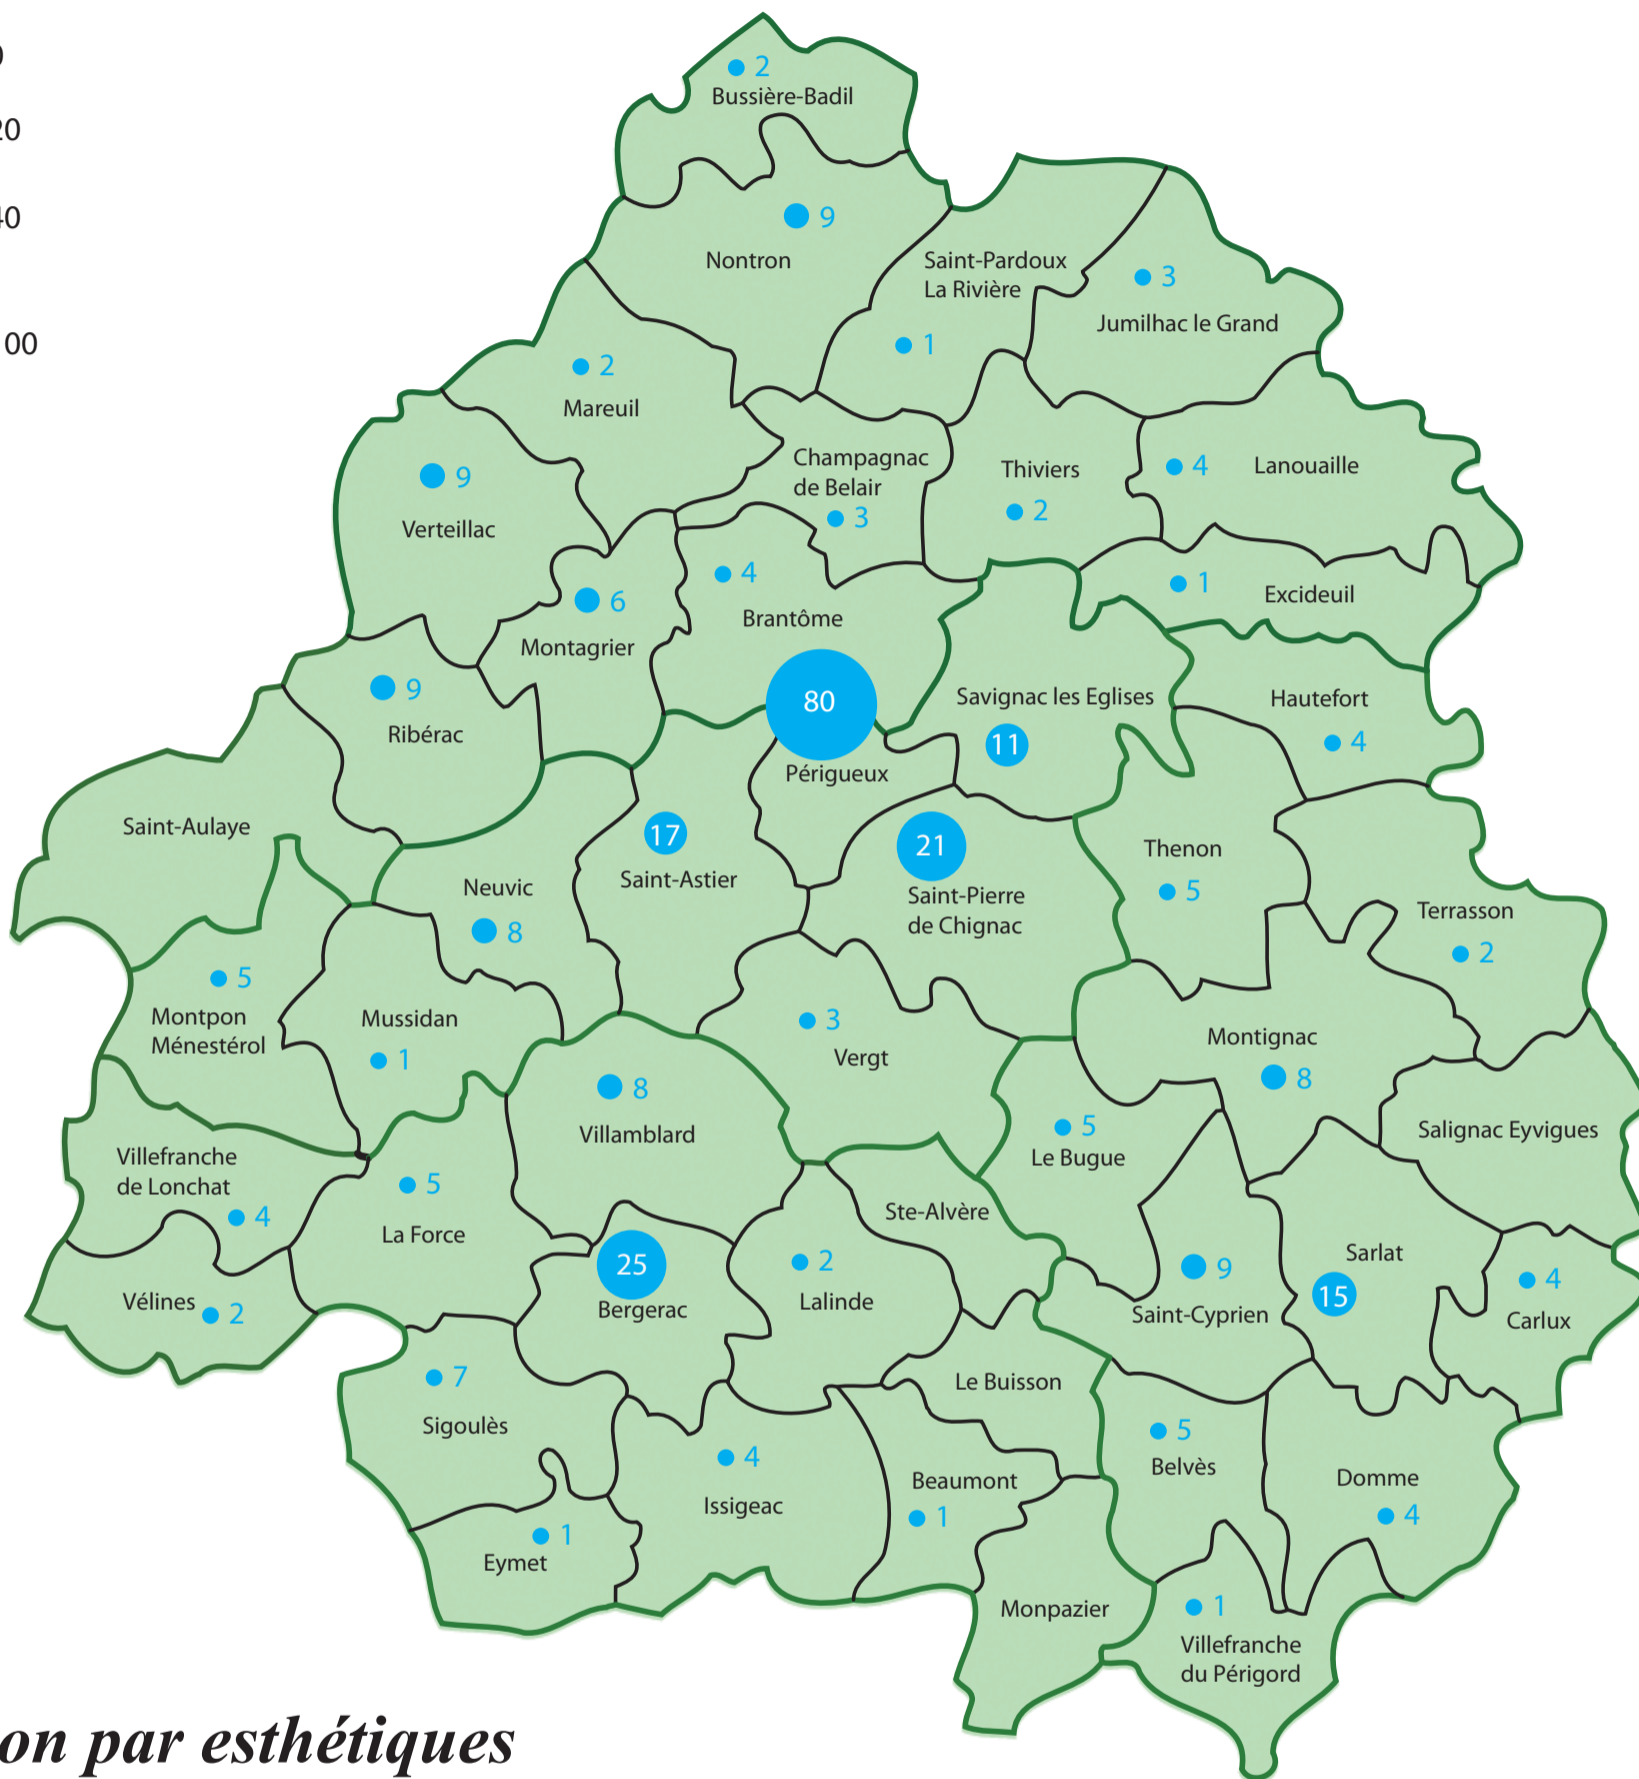 20
40
00
2
Bussière-Badil
9
Nontron
Saint-Pardoux
La Rivière
1
3
Jumilhac le Grand
2
Mareuil
9
Verteillac
Champagnac
de Belair
3
Thiviers
2
4 Lanouaille
1
Excideuil
4
Brantôme
6
Montagrier
9
Ribérac
80
Périgueux
Savignac les Eglises
11
Hautefort
4
Saint-Aulaye
17
Saint-Astier
21
Saint-Pierre
de Chignac
Thenon
5
Neuvic
8
Terrasson
2
5
Montpon
Ménestérol
Mussidan
1
3
Vergt
Montignac
8
8
Villamblard
5
Le Bugue
Salignac Eyvigues
Villefranche
de Lonchat
4
5
La Force
Ste-Alvère
25
Bergerac
2
Lalinde
9
Saint-Cyprien
Sarlat
15
4
Carlux
Vélines 2
7
Sigoulès
Le Buisson
5
Belvès
4
Issigeac
Beaumont
1
Domme
4
1
Eymet
Monpazier
1
Villefranche
du Périgord
on par esthétiques